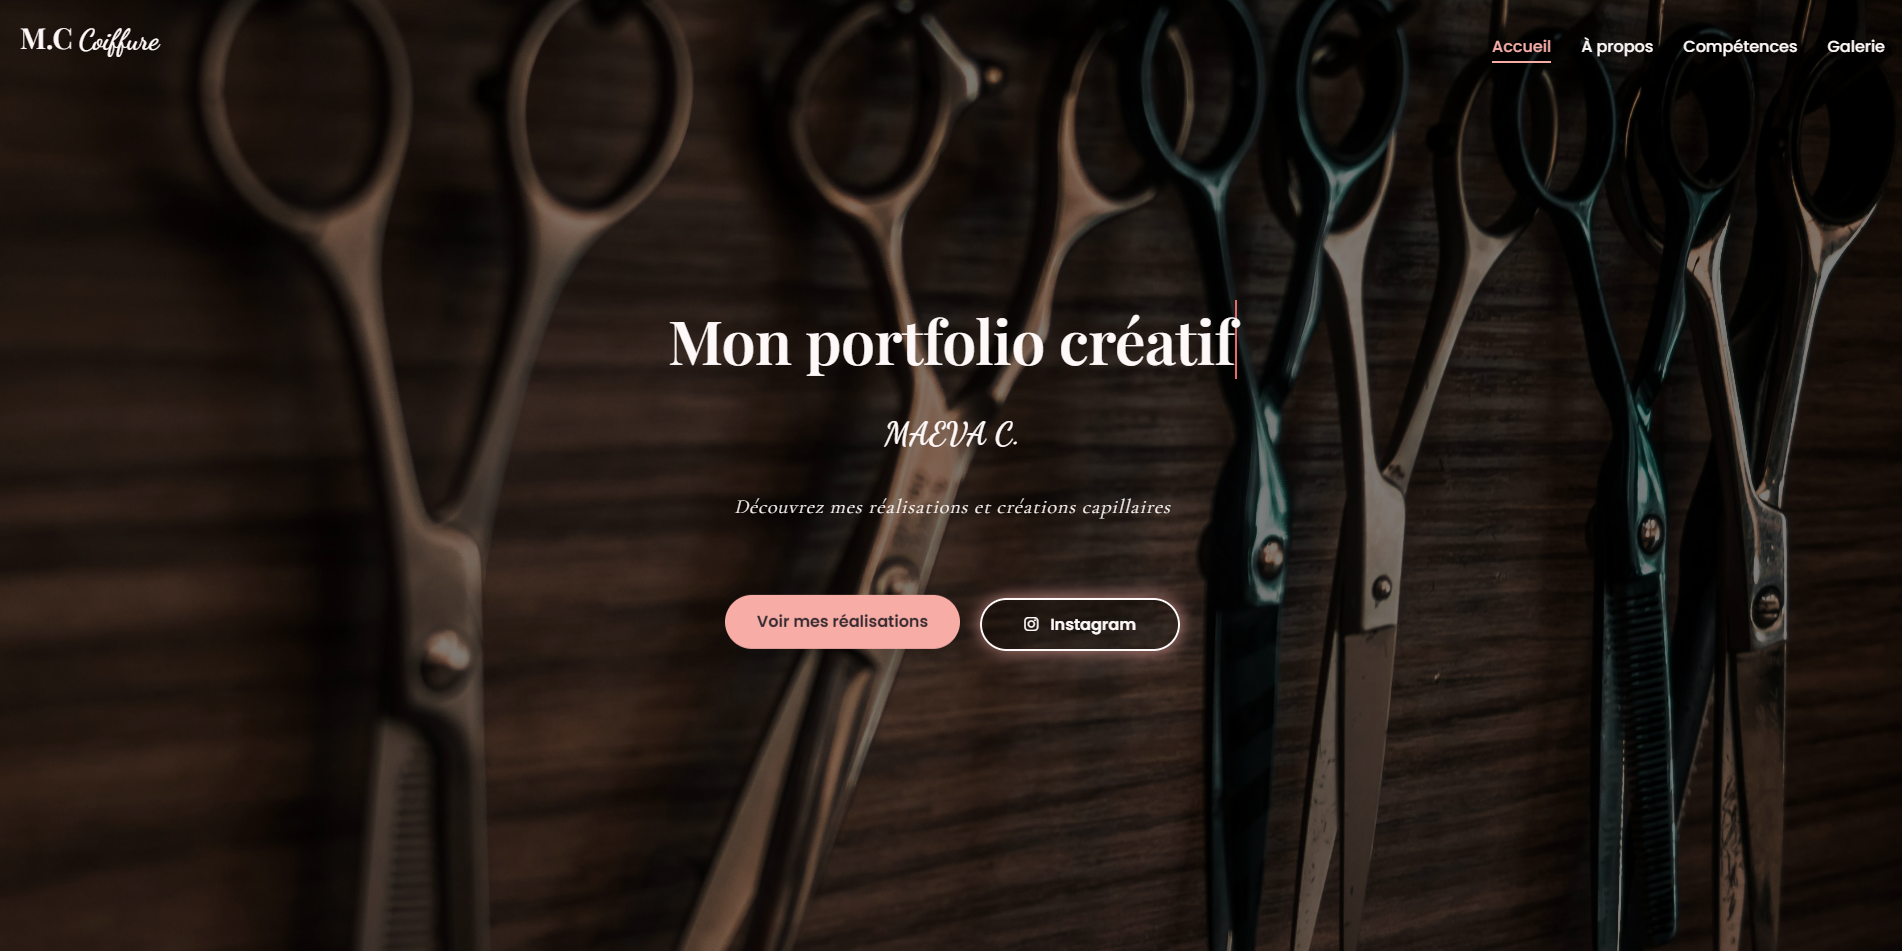 M.C Coiffure
Accueil À propos Compétences Galerie
Mon portfolio créatif
MAEVA C.
Découvrez mes réalisations et créations capillaires
Voir mes réalisations
Instagram